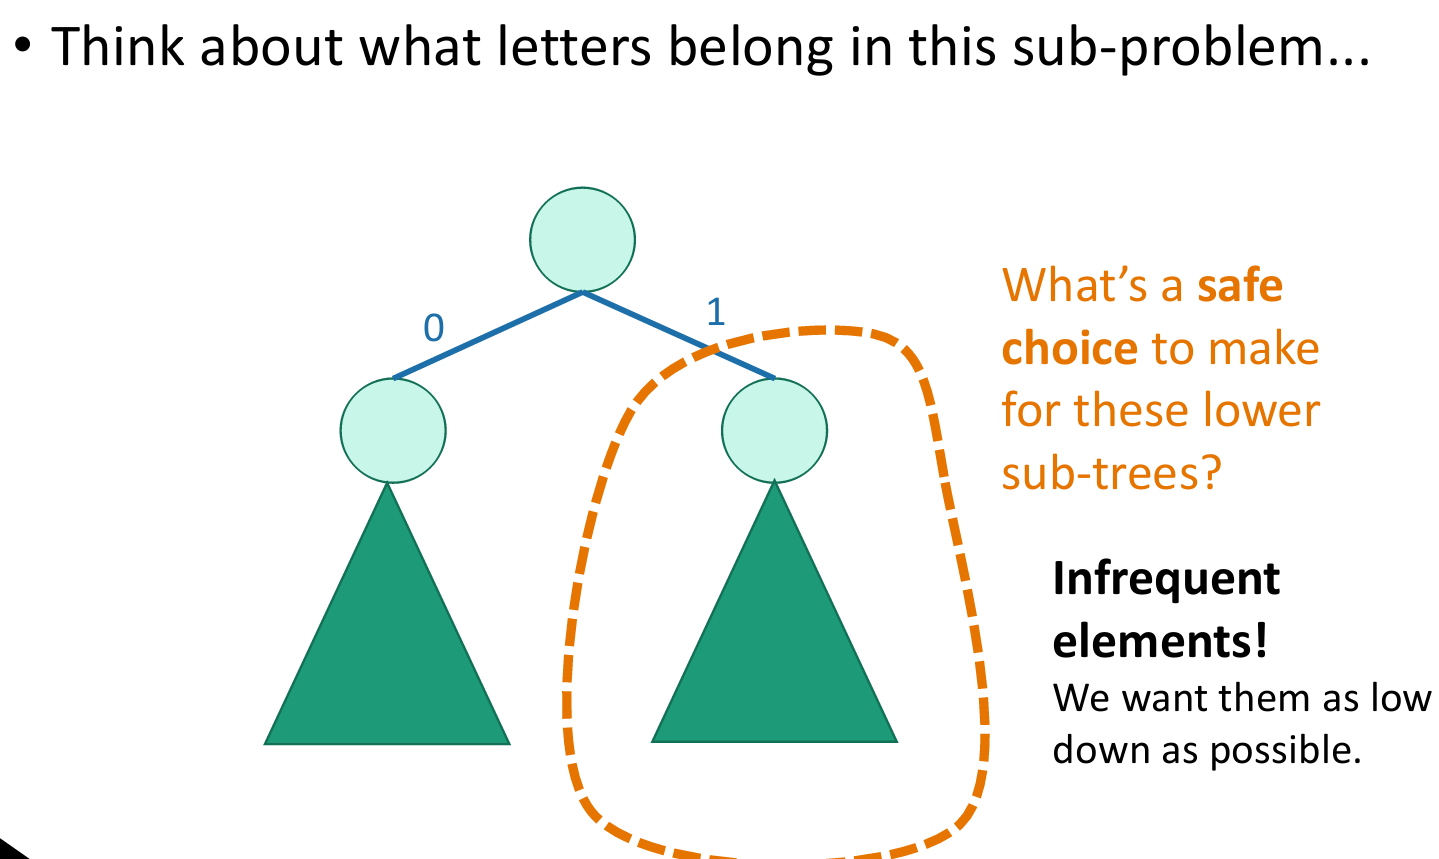 • Think about what letters belong in this sub-problem...
0
1
What’s a safe
choice to make
for these lower
sub-trees?
Infrequent
elements!
We want them as low
down as possible.